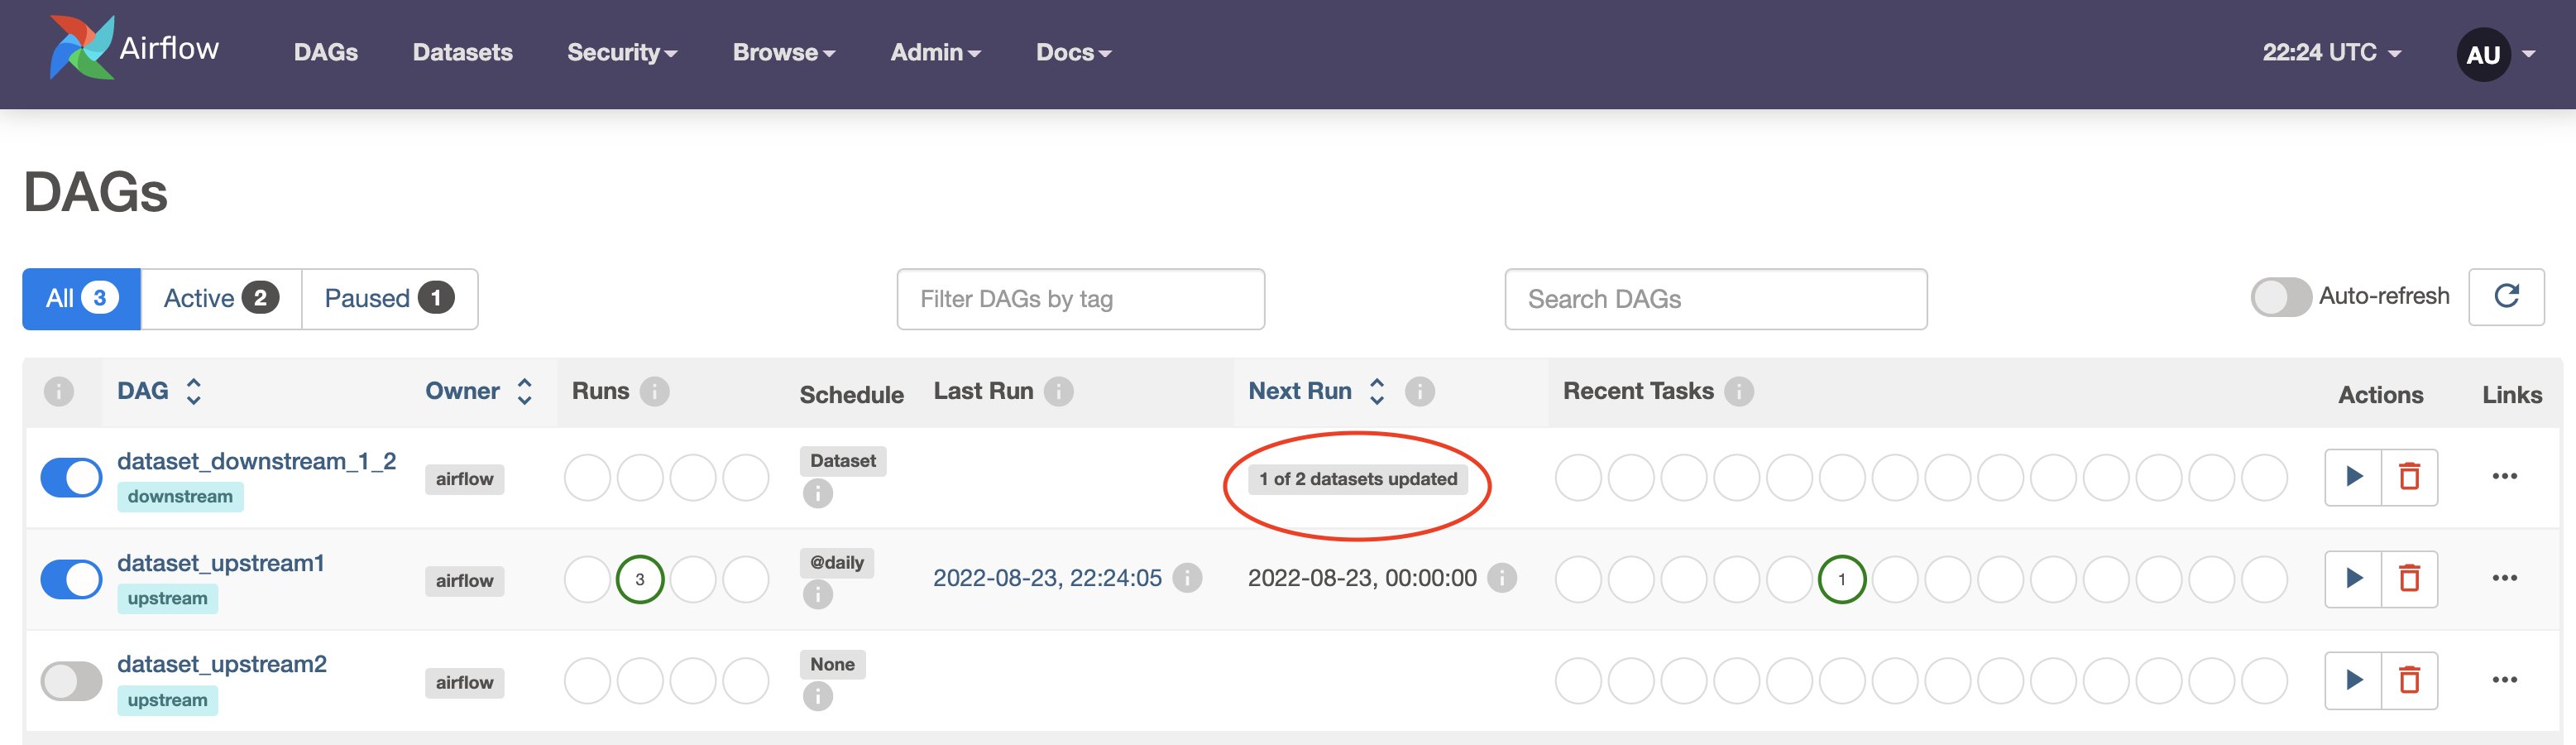 Airflow DAGs Datasets Security Browse Admin Docs 22:24 UTC AU
DAGs
All 3 Active 2 Paused 1 Filter DAGs by tag Search DAGs Auto-refresh
DAG Owner Runs Schedule Last Run Next Run Recent Tasks Actions Links
dataset_downstream_1_2 airflow Dataset 1 of 2 datasets updated
downstream
dataset_upstream1 airflow 3 @daily 2022-08-23, 22:24:05 2022-08-23, 00:00:00 1
upstream
dataset_upstream2 airflow None
upstream